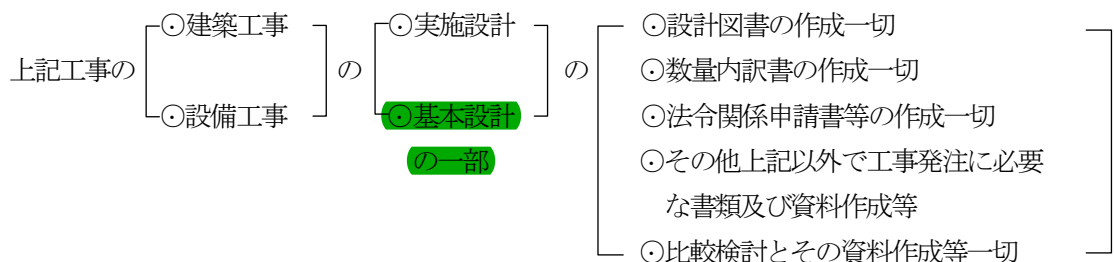 ⊙建築工事 ⊙実施設計 ⊙設計図書の作成一切
上記工事の の の ⊙数量内訳書の作成一切
⊙設備工事 ⊙基本設計 ⊙法令関係申請書等の作成一切
の一部 ⊙その他上記以外で工事発注に必要
な書類及び資料作成等
⊙比較検討とその資料作成等一切